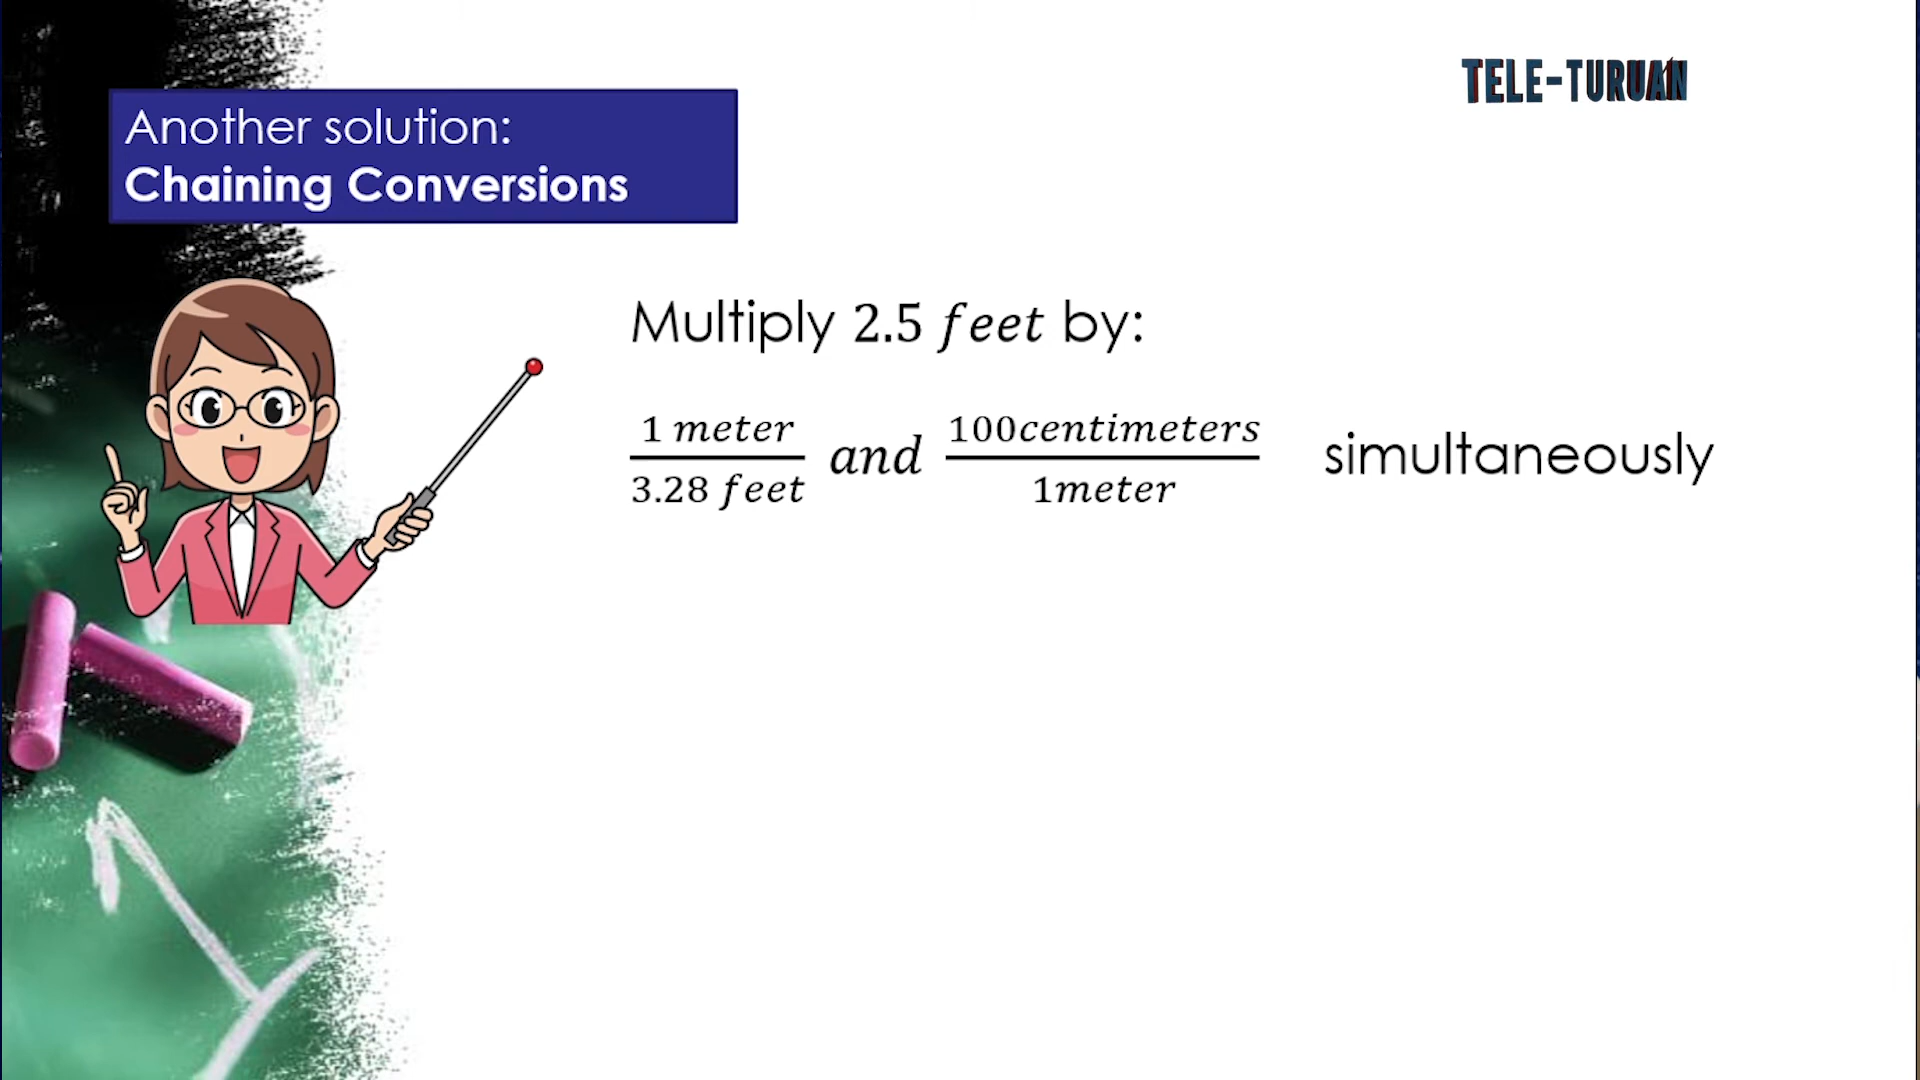 TELE-TURUAN
Another solution:
Chaining Conversions
Multiply 2.5 feet by:
1 meter / 3.28 feet and 100centimeters / 1meter simultaneously